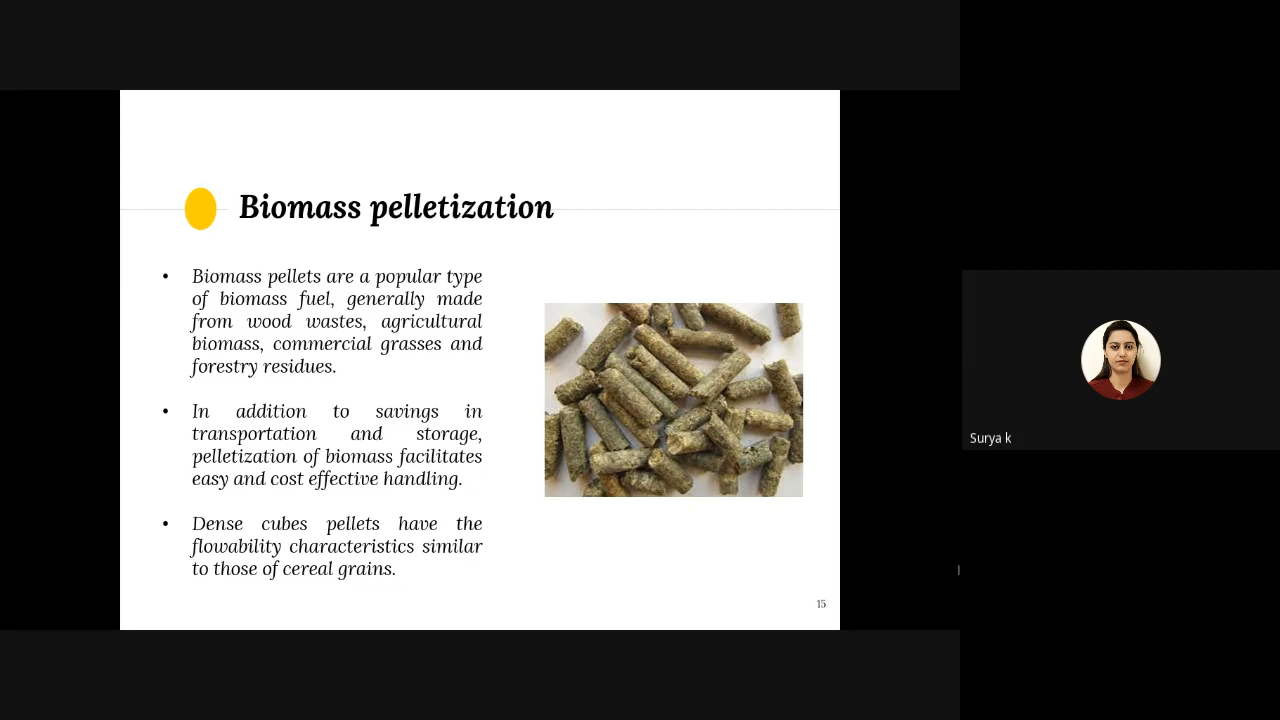 Biomass pelletization
• Biomass pellets are a popular type
of biomass fuel, generally made
from wood wastes, agricultural
biomass, commercial grasses and
forestry residues.
• In addition to savings in
transportation and storage,
pelletization of biomass facilitates
easy and cost effective handling.
• Dense cubes pellets have the
flowability characteristics similar
to those of cereal grains.
15
Surya k